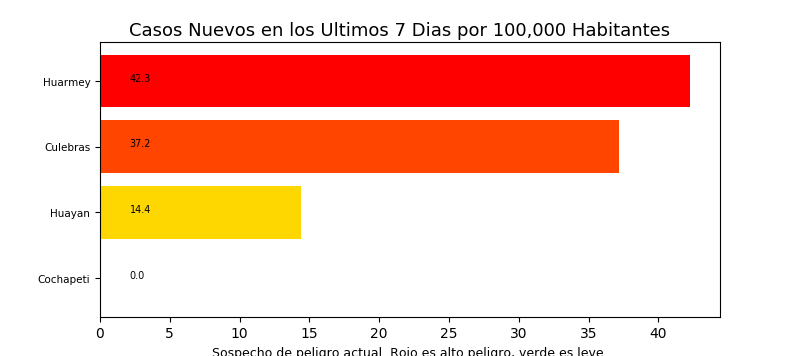 Casos Nuevos en los Ultimos 7 Dias por 100,000 Habitantes
Huarmey 42.3
Culebras 37.2
Huayan 14.4
Cochapeti 0.0
0 5 10 15 20 25 30 35 40
Sospecho de peligro actual. Rojo es alto peligro, verde es leve